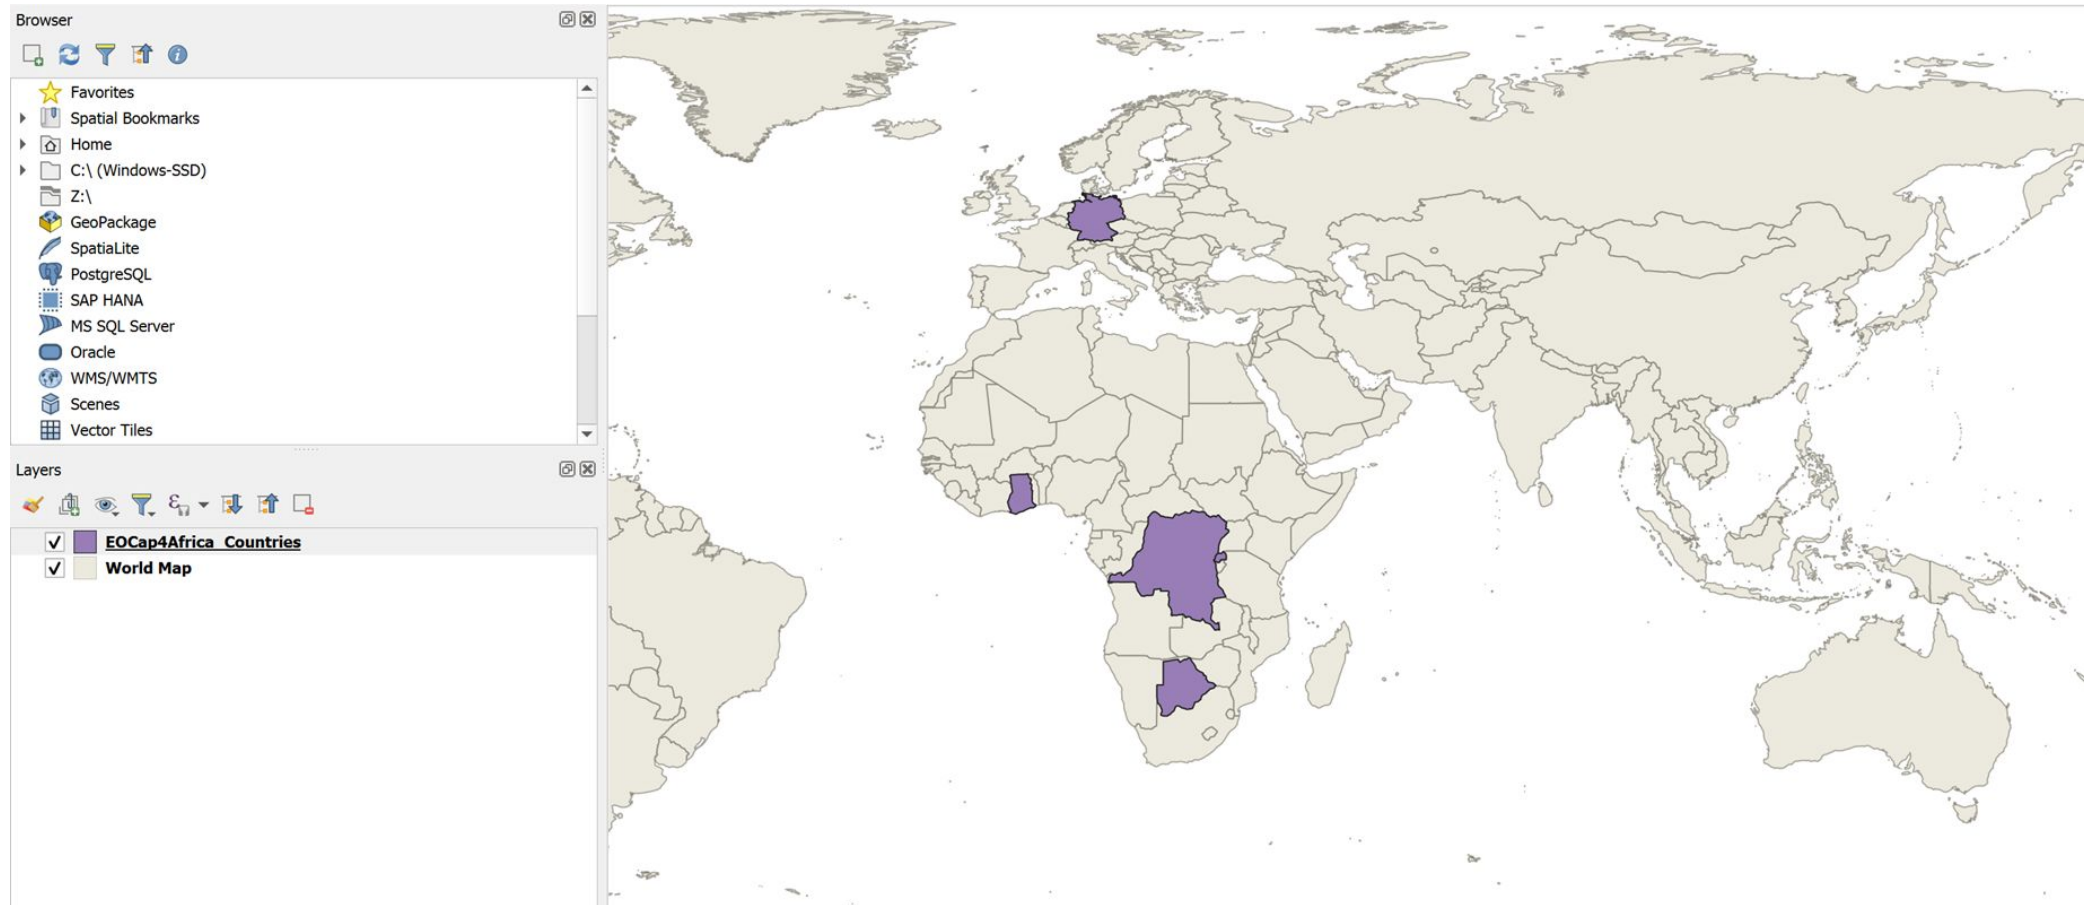 Browser
Favorites
Spatial Bookmarks
Home
C:\ (Windows-SSD)
Z:\
GeoPackage
SpatiaLite
PostgreSQL
SAP HANA
MS SQL Server
Oracle
WMS/WMTS
Scenes
Vector Tiles
Layers
EOCap4Africa_Countries
World Map